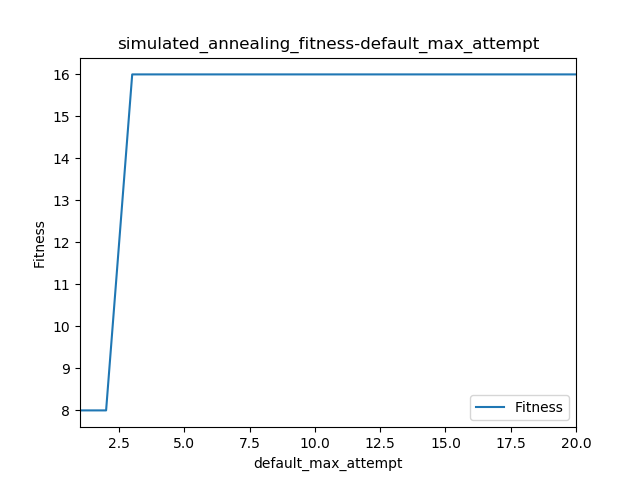 simulated_annealing_fitness-default_max_attempt
16
15
14
13
12
11
10
9
8
Fitness
Fitness
2.5 5.0 7.5 10.0 12.5 15.0 17.5 20.0
default_max_attempt